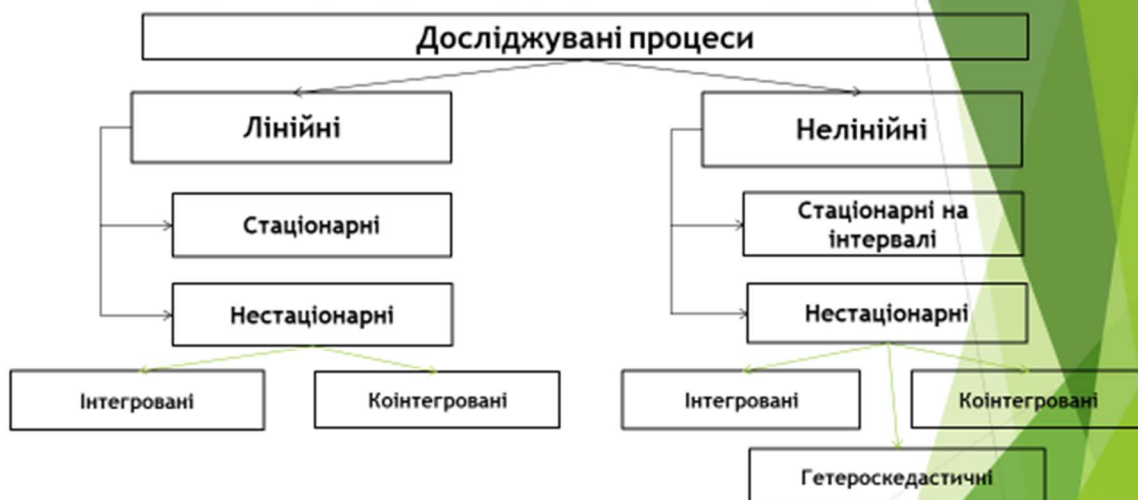 Досліджувані процеси
Лінійні
Нелінійні
Стаціонарні
Стаціонарні на
інтервалі
Нестаціонарні
Нестаціонарні
Інтегровані
Коінтегровані
Інтегровані
Коінтегровані
Гетероскедастичні